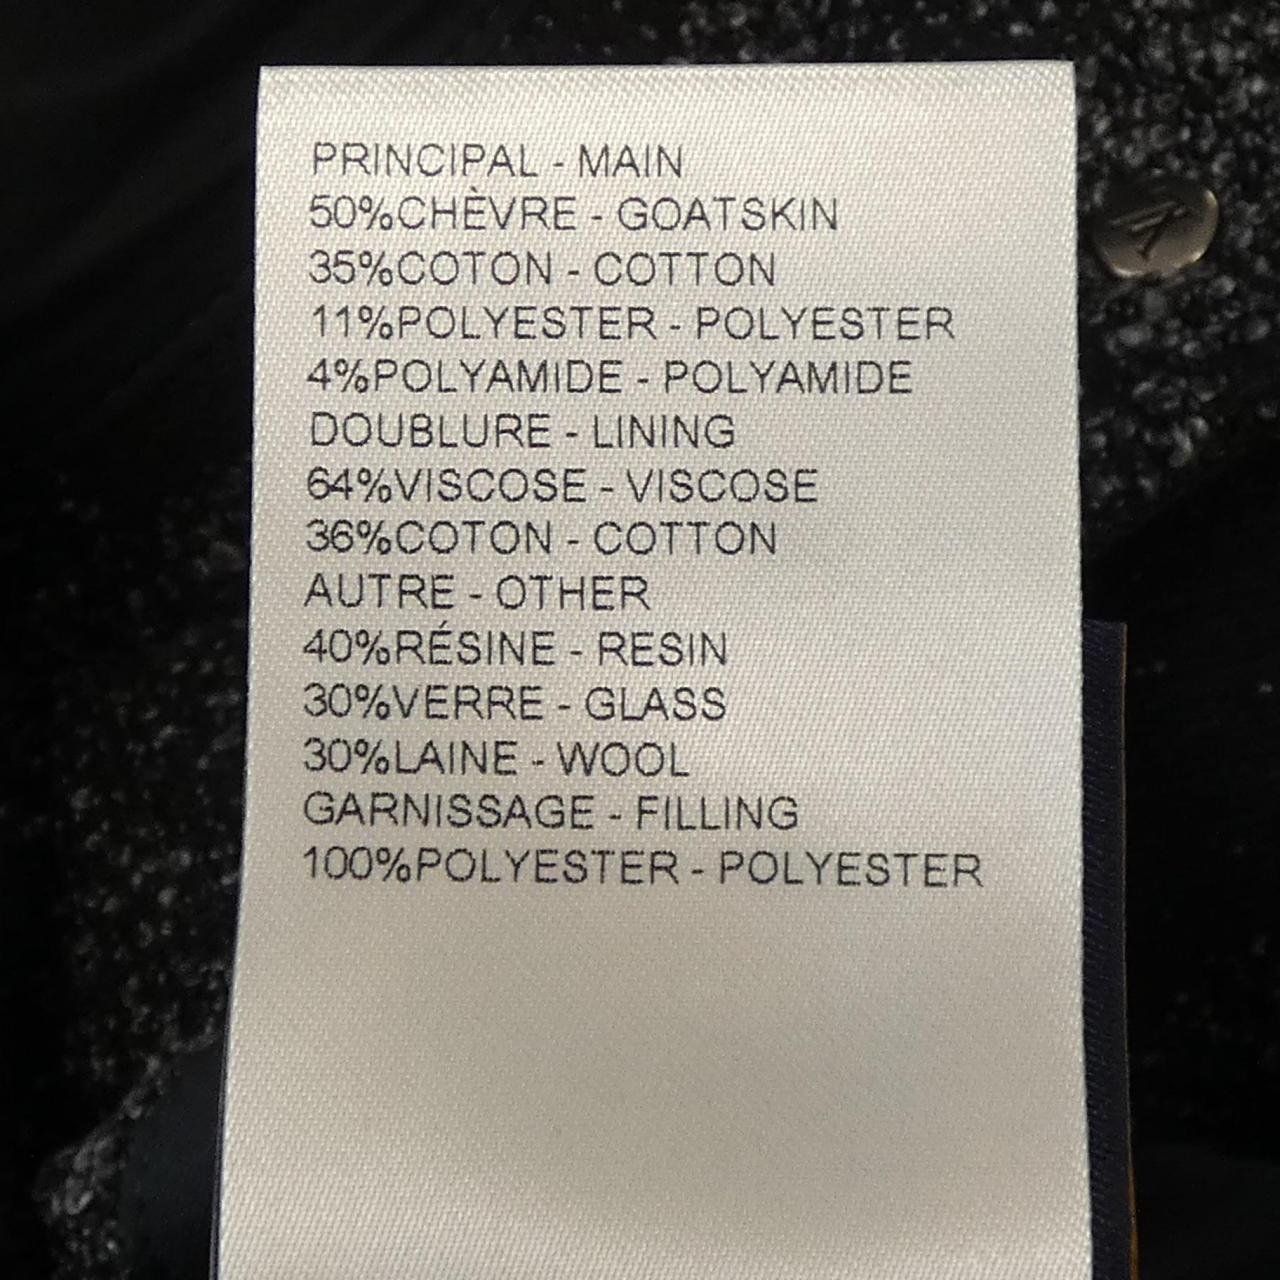 PRINCIPAL - MAIN
50%CHÈVRE - GOATSKIN
35%COTON - COTTON
11%POLYESTER - POLYESTER
4%POLYAMIDE - POLYAMIDE
DOUBLURE - LINING
64%VISCOSE - VISCOSE
36%COTON - COTTON
AUTRE - OTHER
40%RÉSINE - RESIN
30%VERRE - GLASS
30%LAINE - WOOL
GARNISSAGE - FILLING
100%POLYESTER - POLYESTER